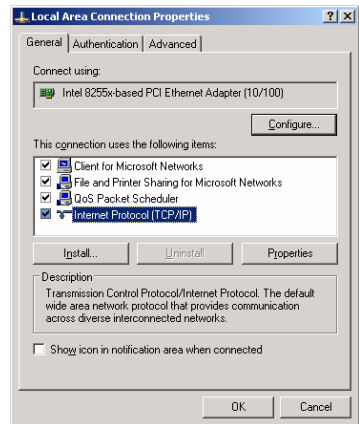 Local Area Connection Properties
General Authentication Advanced
Connect using:
Intel 8255x-based PCI Ethernet Adapter (10/100)
Configure...
This connection uses the following items:
Client for Microsoft Networks
File and Printer Sharing for Microsoft Networks
QoS Packet Scheduler
Internet Protocol (TCP/IP)
Install... Uninstall Properties
Description
Transmission Control Protocol/Internet Protocol. The default
wide area network protocol that provides communication
across diverse interconnected networks.
Show icon in notification area when connected
OK Cancel